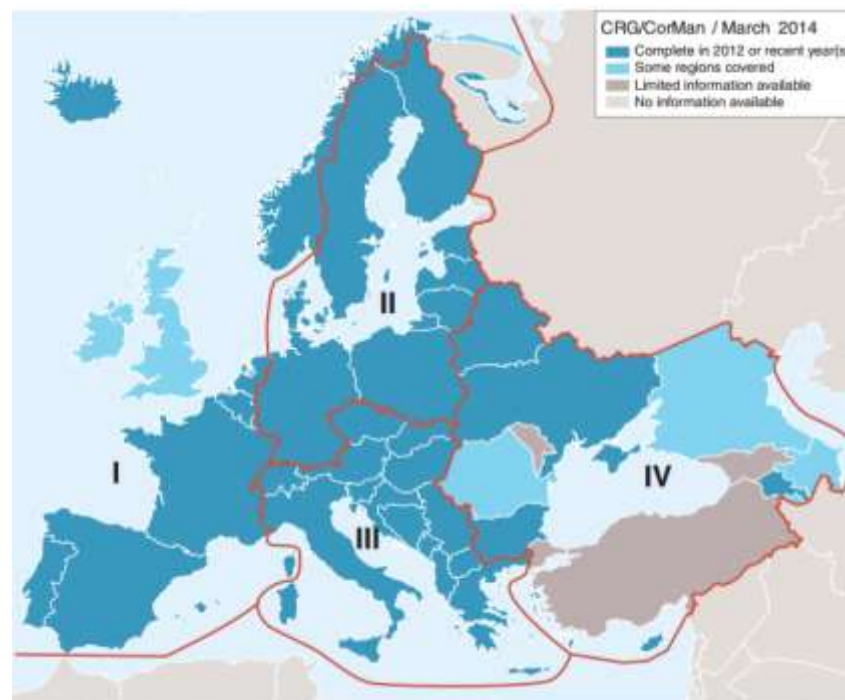 CRG/CorMan / March 2014
Complete in 2012 or recent year(s
Some regions covered
Limited information available
No information available
II
I
IV
III